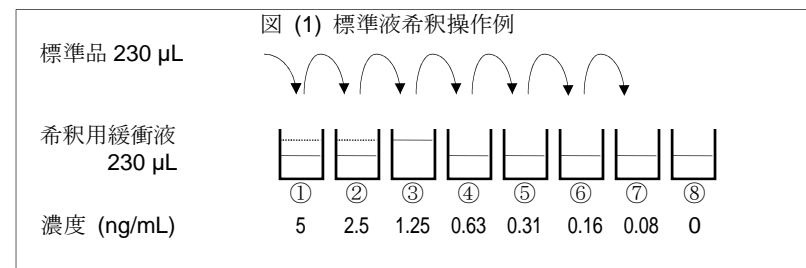 図 (1) 標準液希釈操作例
標準品 230 µL
希釈用緩衝液
230 µL
① ② ③ ④ ⑤ ⑥ ⑦ ⑧
濃度 (ng/mL) 5 2.5 1.25 0.63 0.31 0.16 0.08 0